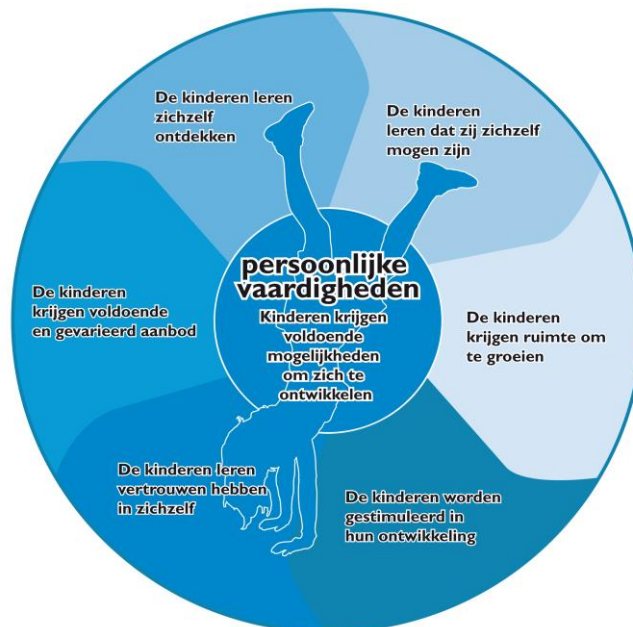 De kinderen leren
zichzelf
ontdekken
De kinderen
leren dat zij zichzelf
mogen zijn
persoonlijke
vaardigheden
Kinderen krijgen
voldoende
mogelijkheden
om zich te
ontwikkelen
De kinderen
krijgen voldoende
en gevarieerd aanbod
De kinderen
krijgen ruimte om
te groeien
De kinderen leren
vertrouwen hebben
in zichzelf
De kinderen worden
gestimuleerd in
hun ontwikkeling